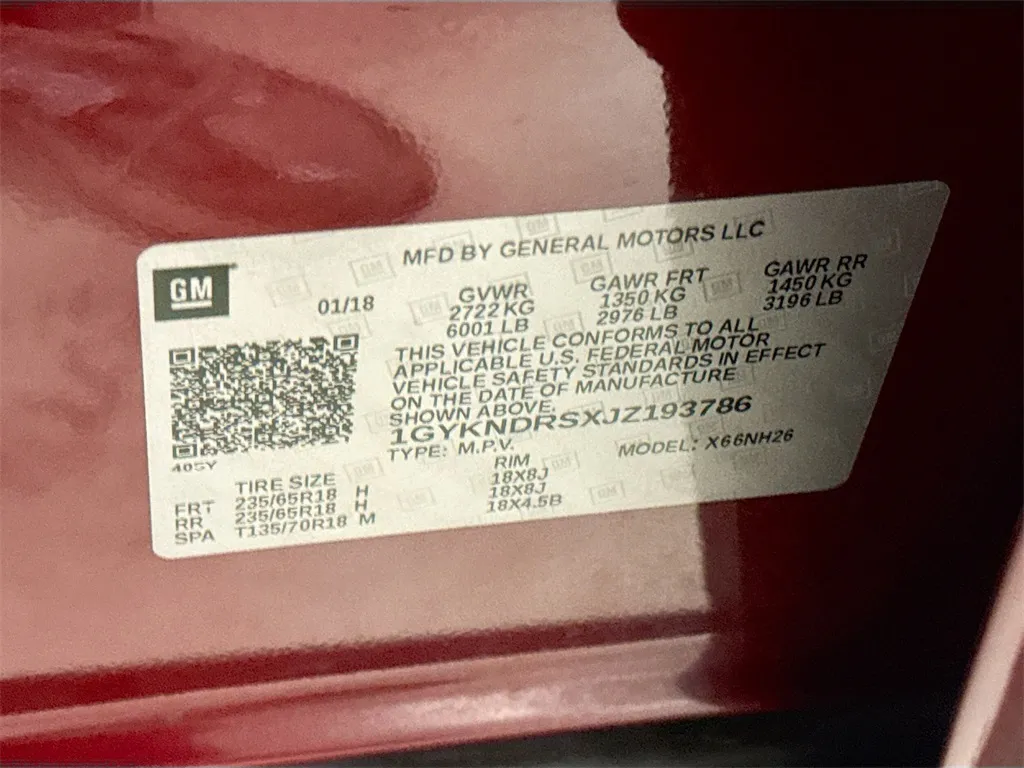 MFD BY GENERAL MOTORS LLC
GM
01/18
GVWR GAWR FRT GAWR RR
2722 KG 1350 KG 1450 KG
6001 LB 2976 LB 3196 LB
THIS VEHICLE CONFORMS TO ALL
APPLICABLE U.S. FEDERAL MOTOR
VEHICLE SAFETY STANDARDS IN EFFECT
ON THE DATE OF MANUFACTURE
SHOWN ABOVE.
1GYKNDRSXJZ193786
TYPE: M.P.V. MODEL: X66NH26
TIRE SIZE RIM
FRT 235/65R18 H 18X8J
RR 235/65R18 H 18X8J
SPA T135/70R18 M 18X4.5B